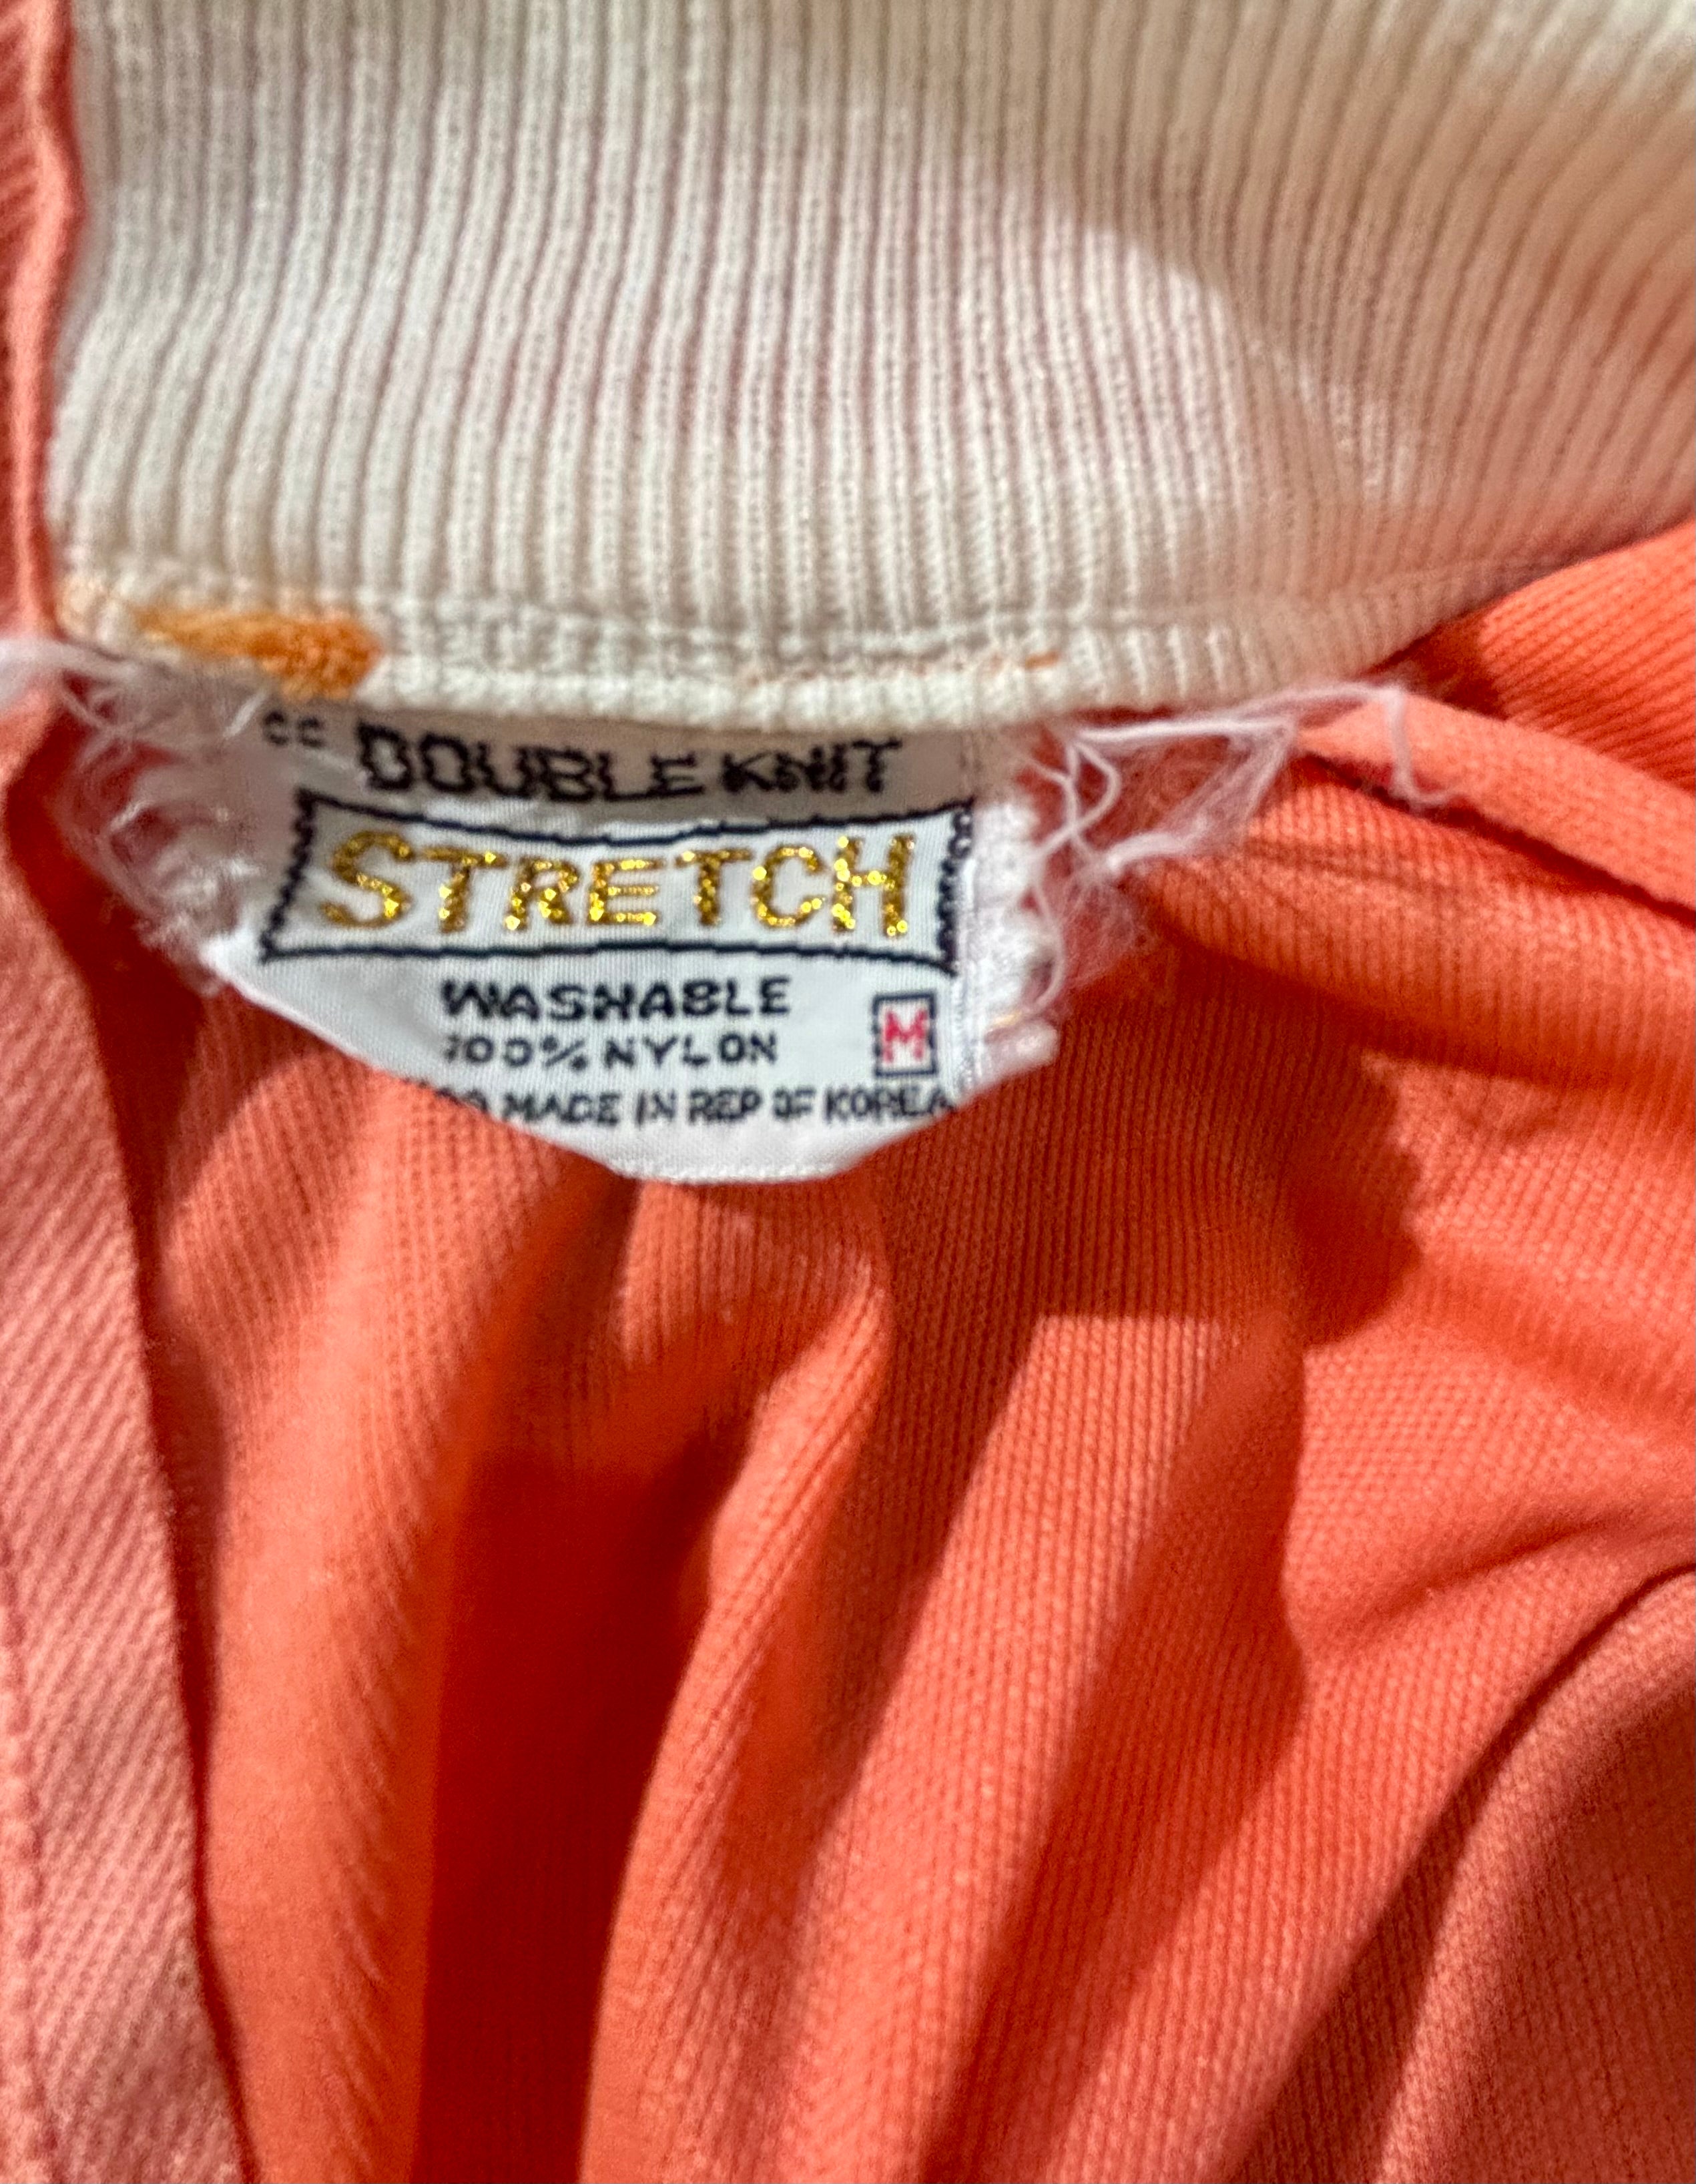 DOUBLE KNIT
STRETCH
WASHABLE
100% NYLON
M
MADE IN REP OF KOREA